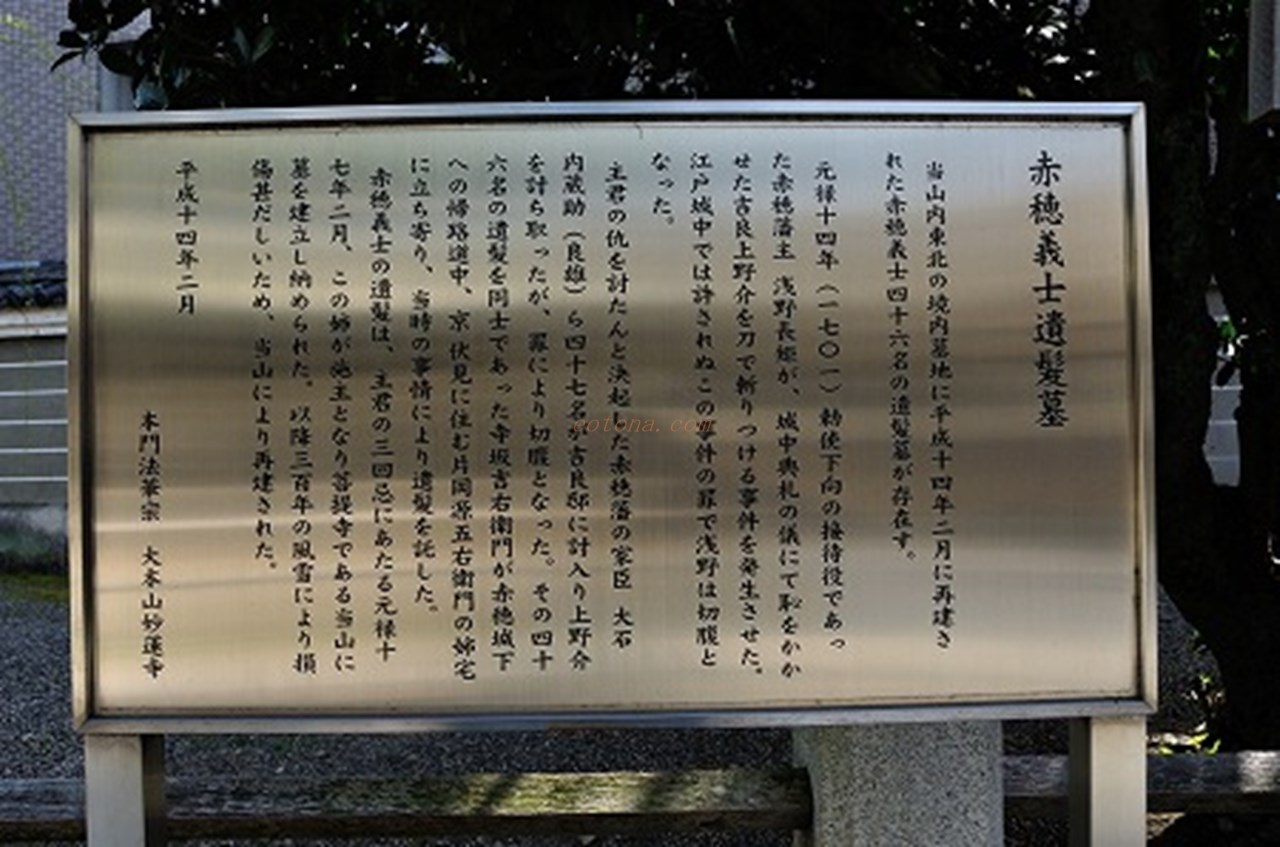 赤穂義士遺髪墓
当山内東北の境内墓地に平成十四年二月に再建さ
れた赤穂義士四十六名の遺髪墓が存在す。
元禄十四年（一七〇一）勅使下向の接待役であっ
た赤穂藩主 浅野長矩が、城中典礼の儀にて恥をかか
せた吉良上野介を刀で斬りつける事件を発生させた。
江戸城中では許されぬこの事件の罪で浅野は切腹と
なった。
主君の仇を討たんと決起した赤穂藩の家臣 大石
内蔵助（良雄）ら四十七名が吉良邸に討入り上野介
を討ち取ったが、罪により切腹となった。その四十
六名の遺髪を同士であった寺坂吉右衛門が赤穂城下
への帰路道中、京 伏見に住む片岡源五右衛門の姉宅
に立ち寄り、当時の事情により遺髪を託した。
赤穂義士の遺髪は、主君の三回忌にあたる元禄十
七年二月、この姉が施主となり菩提寺である当山に
墓を建立し納められた。以降三百年の風雪により損
傷甚だしいため、当山により再建された。
平成十四年二月
本門法華宗 大本山妙蓮寺
cotona.com